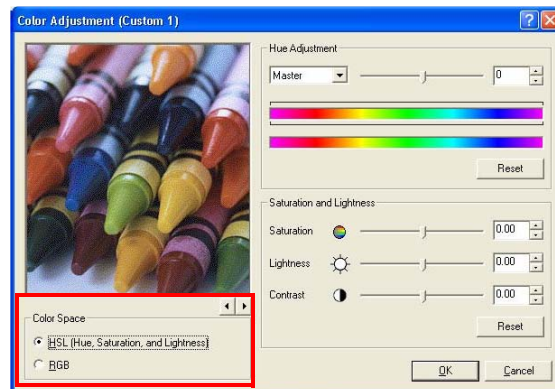 Color Adjustment (Custom 1)
Hue Adjustment
Master 0
Reset
Saturation and Lightness
Saturation 0.00
Lightness 0.00
Contrast 0.00
Reset
Color Space
HSL (Hue, Saturation, and Lightness)
RGB
OK Cancel